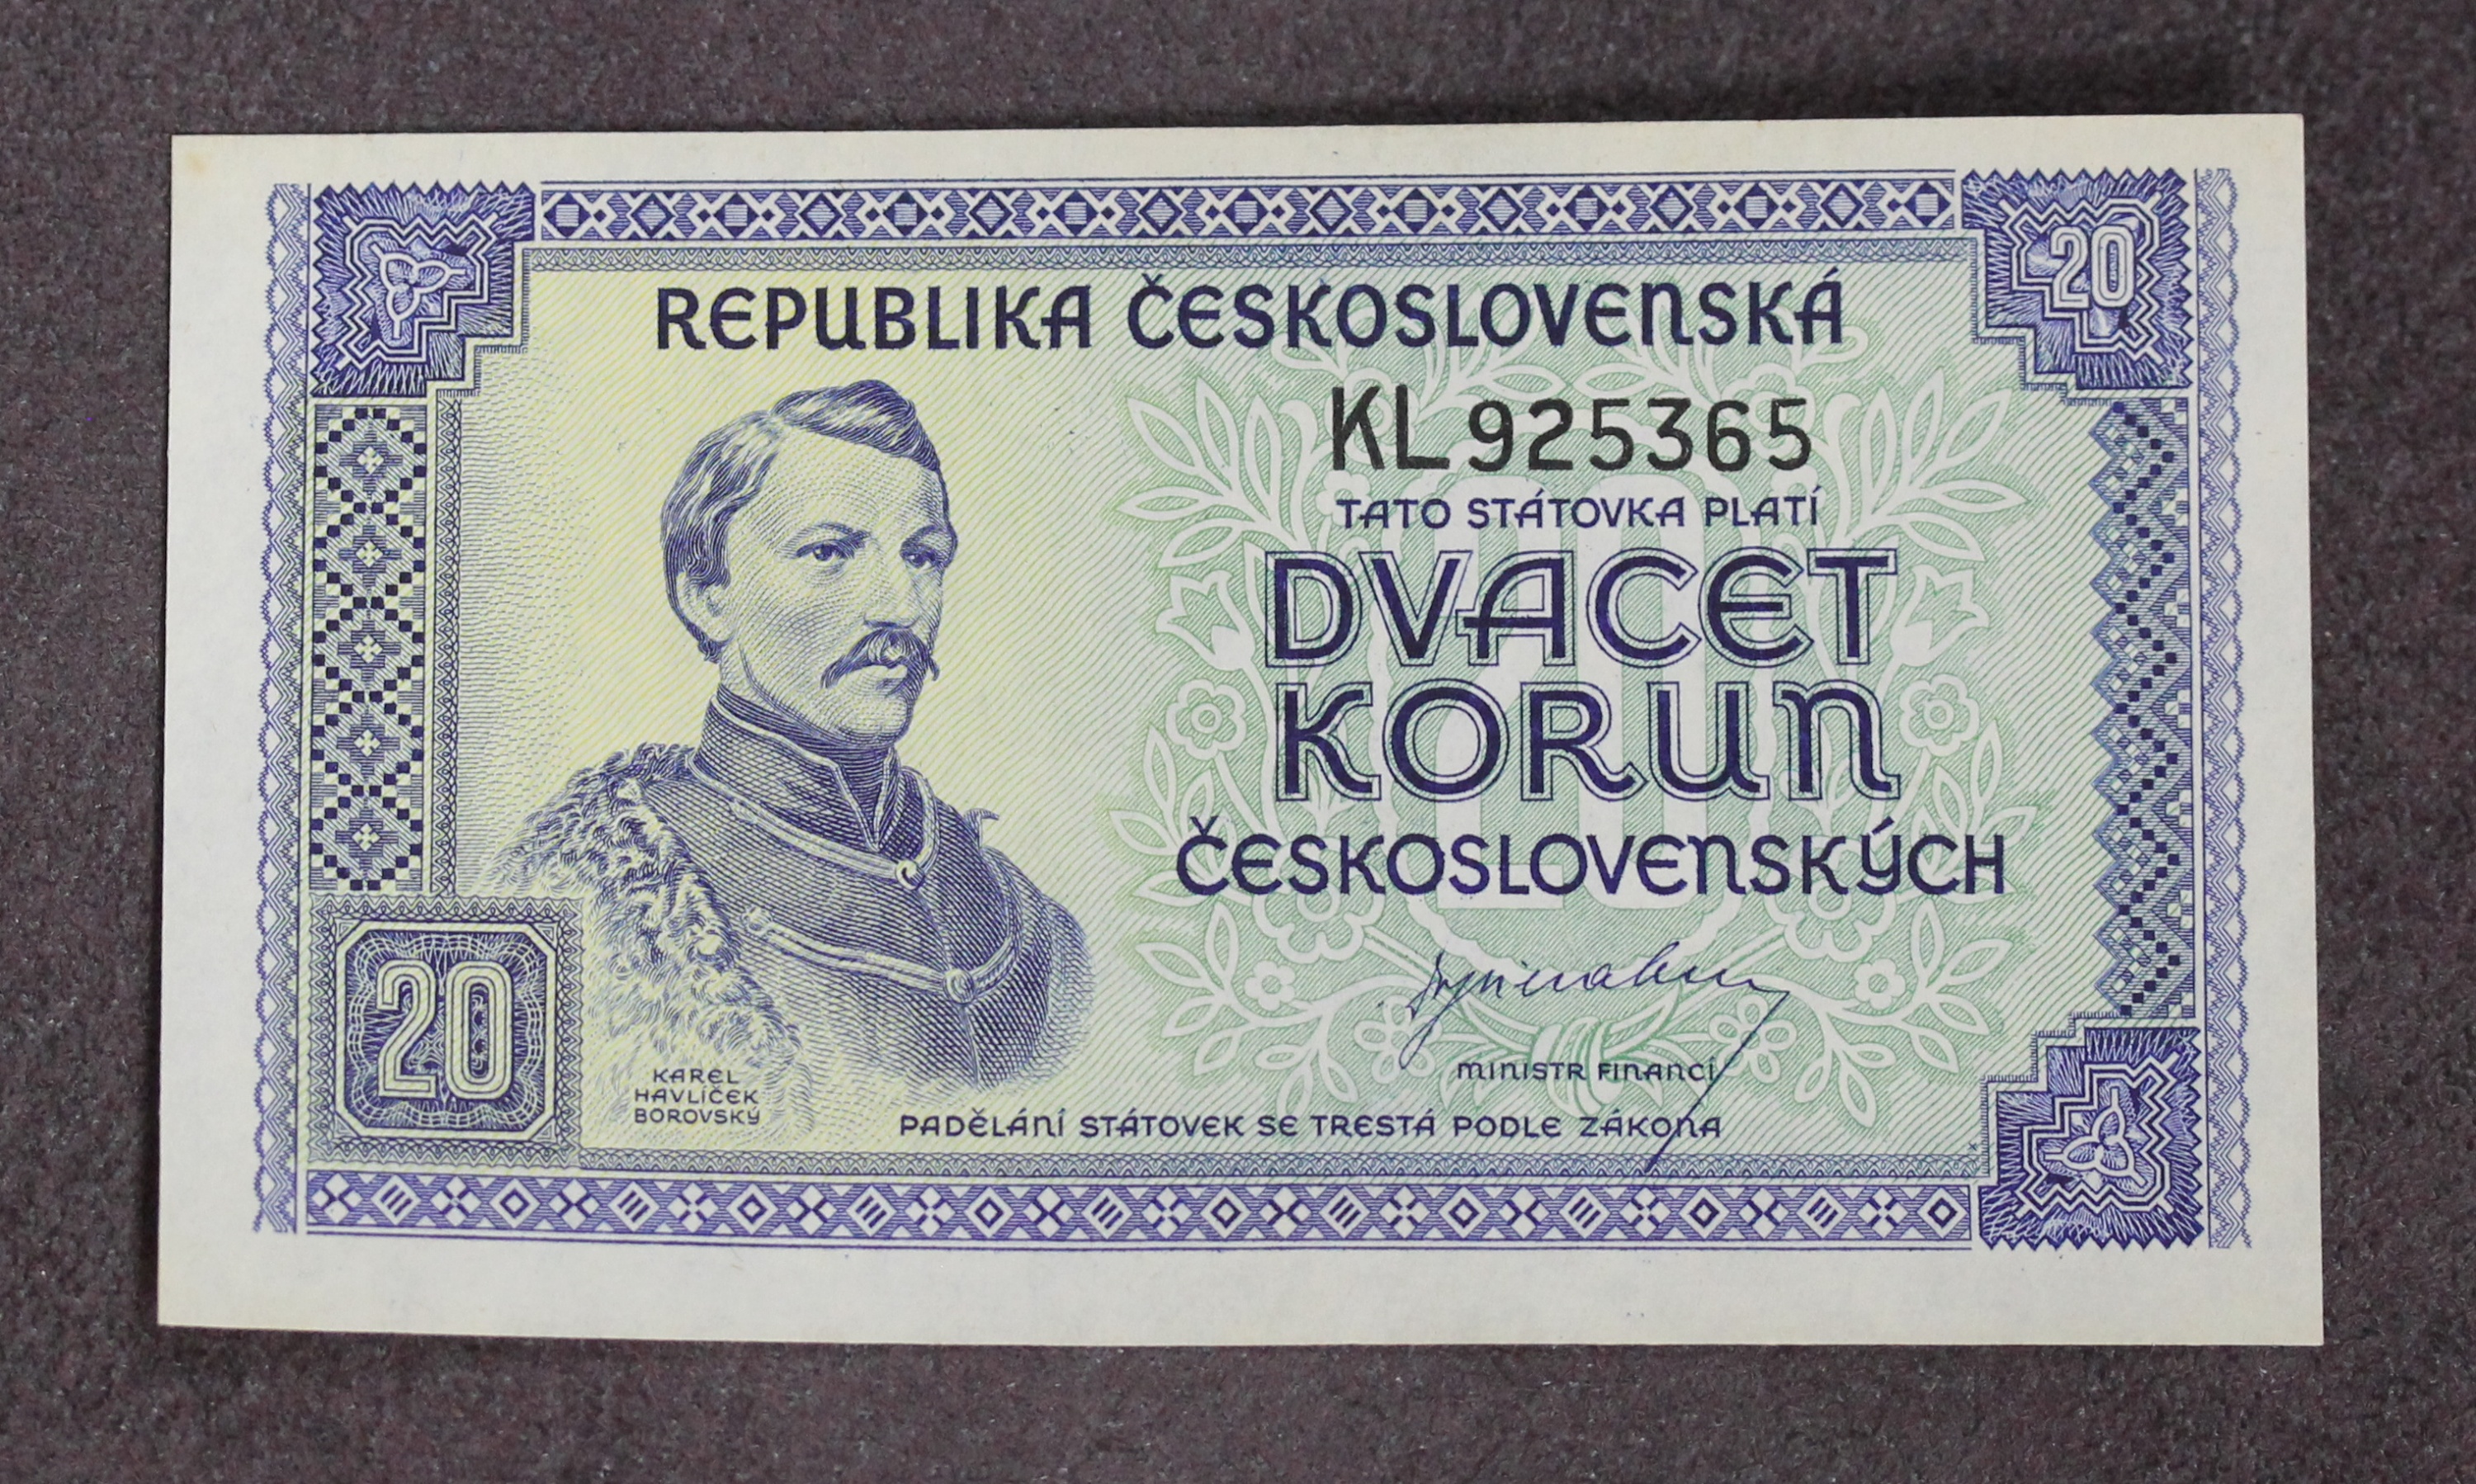 20
REPUBLIKA ČESKOSLOVENSKÁ
KL 925365
TATO STÁTOVKA PLATÍ
DVACET
KORUN
ČESKOSLOVENSKÝCH
MINISTR FINANCÍ
20
KAREL
HAVLÍČEK
BOROVSKÝ
PADĚLÁNÍ STÁTOVEK SE TRESTÁ PODLE ZÁKONA